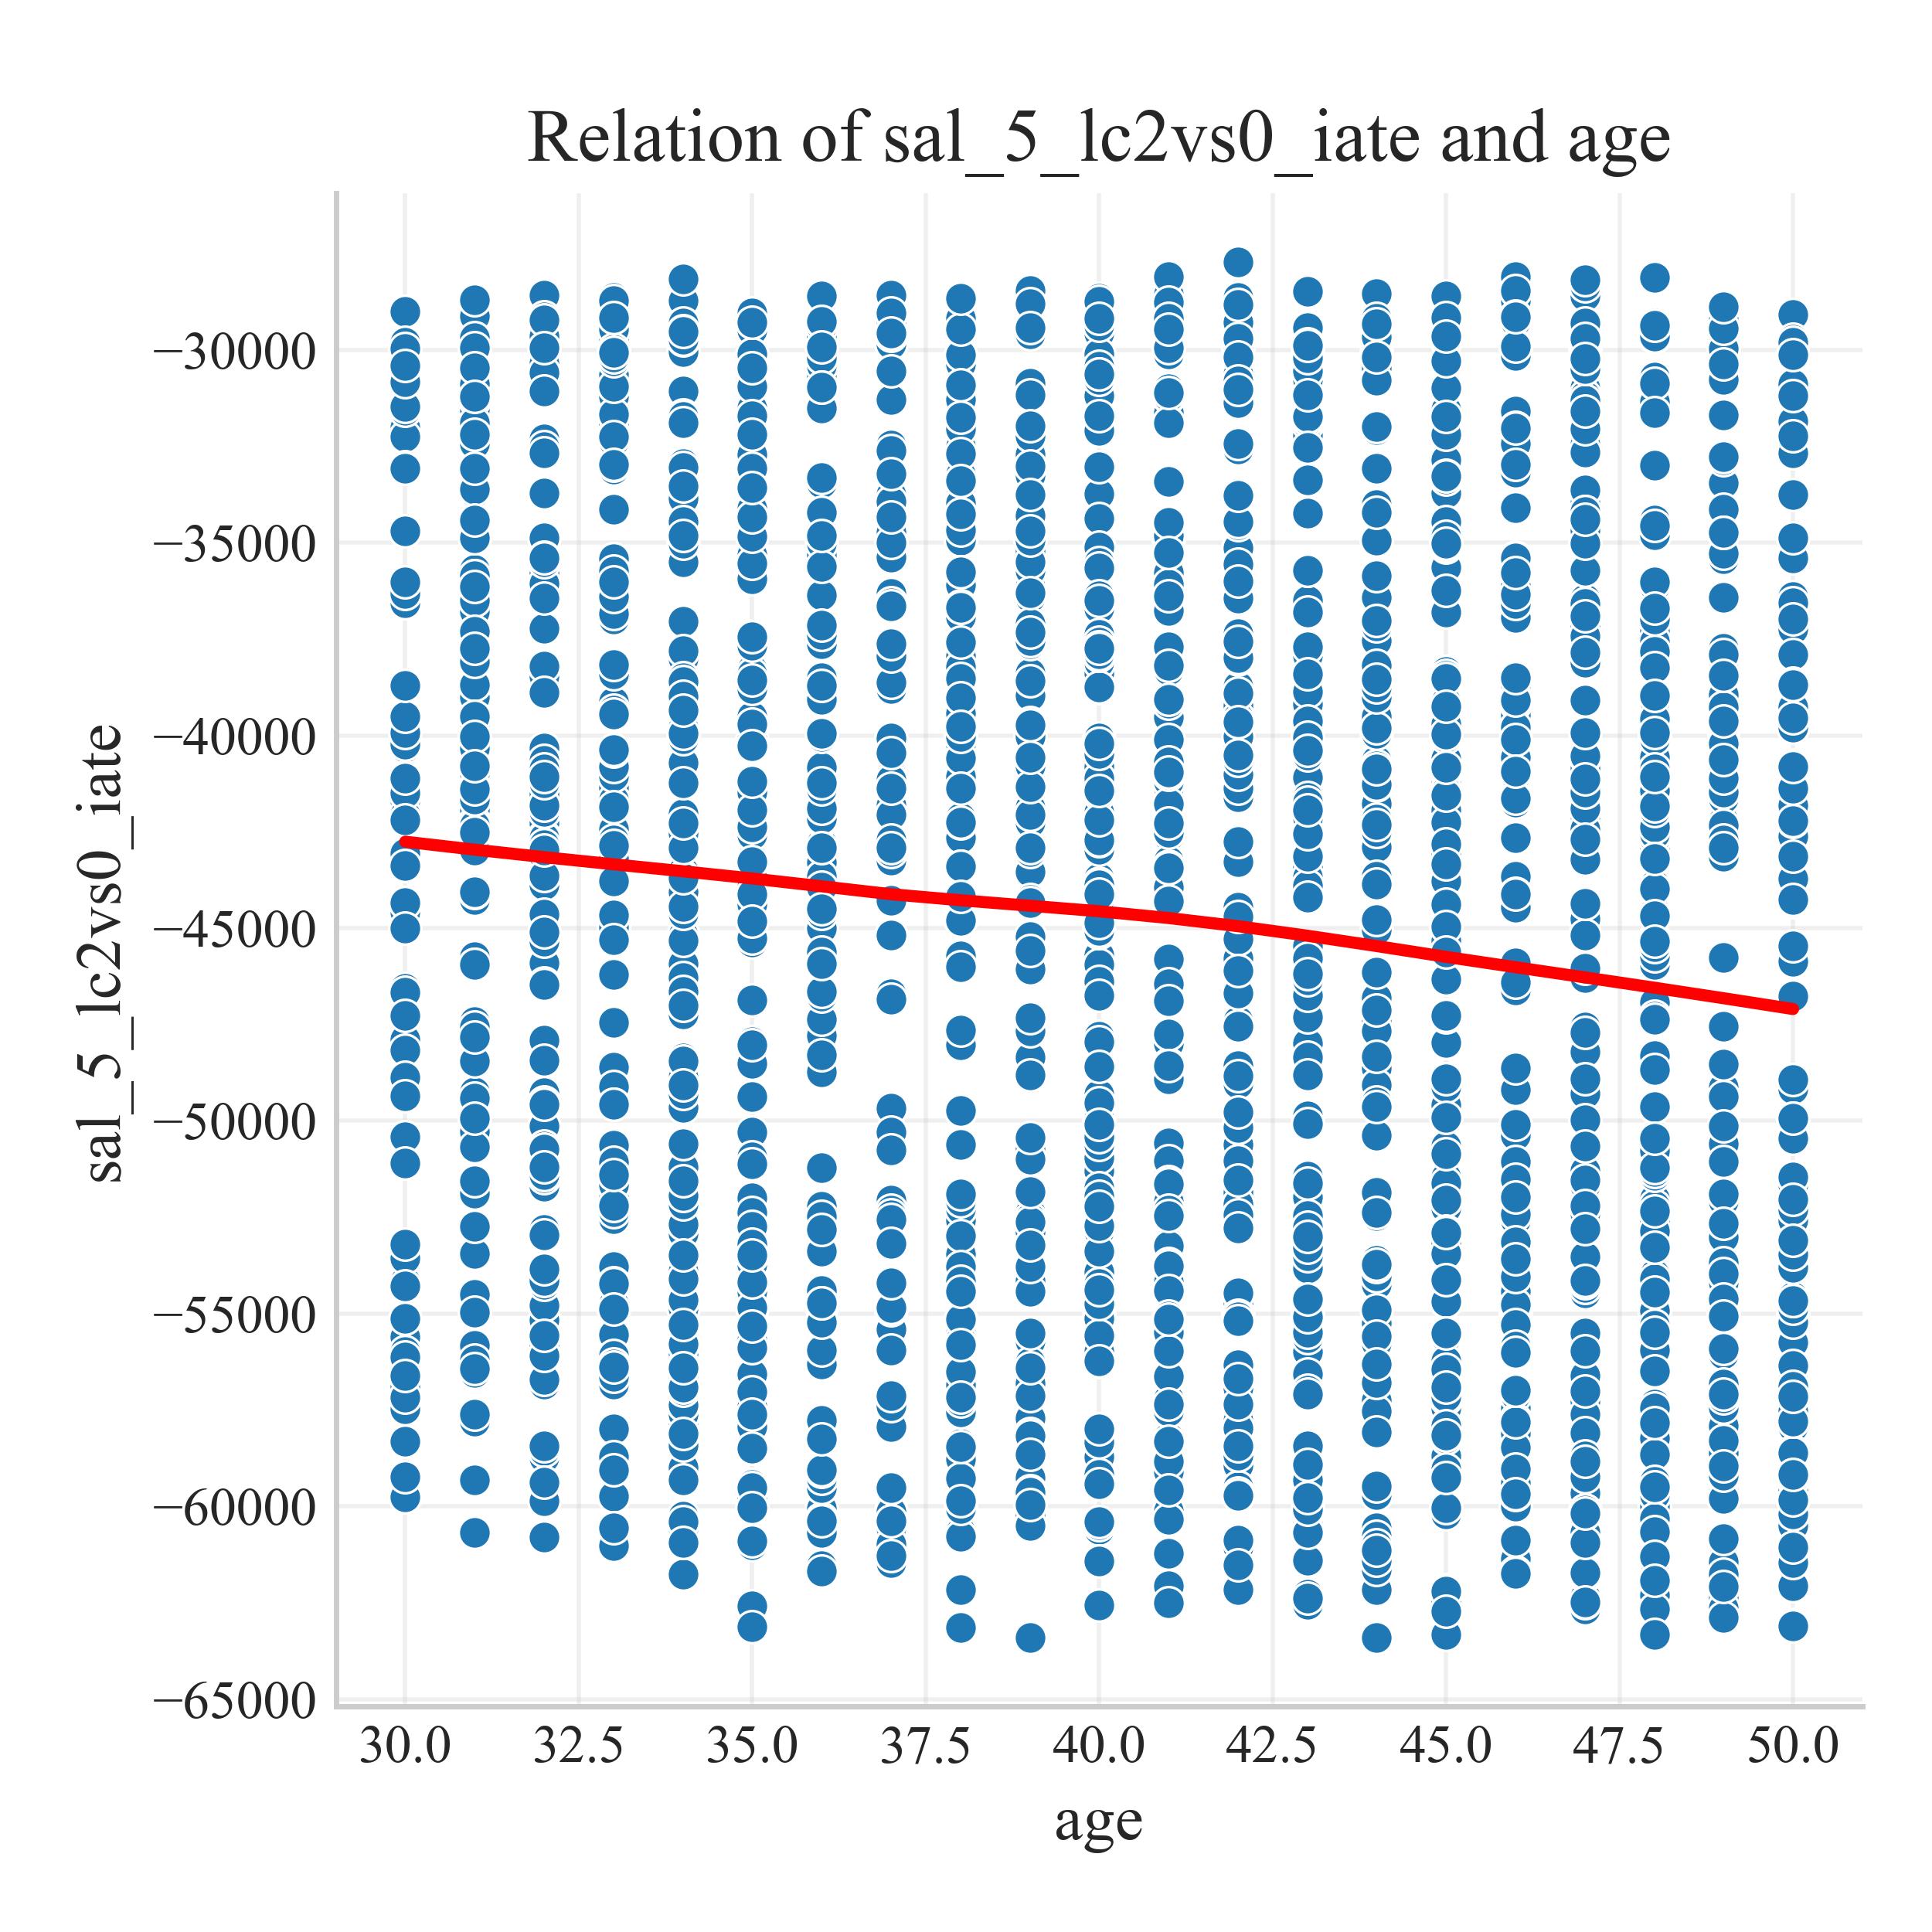 Relation of sal_5_lc2vs0_iate and age
sal_5_lc2vs0_iate
−30000
−35000
−40000
−45000
−50000
−55000
−60000
−65000
30.0 32.5 35.0 37.5 40.0 42.5 45.0 47.5 50.0
age